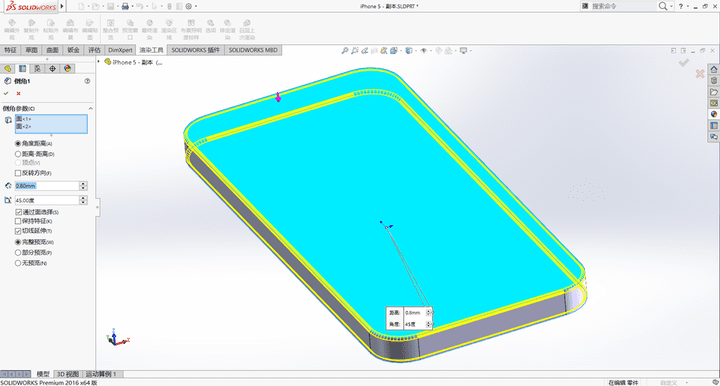 SOLIDWORKS
iPhone 5 - 副本.SLDPRT *
搜索命令
特征 草图 曲面 钣金 评估 DimXpert 渲染工具 SOLIDWORKS 插件 SOLIDWORKS MBD
iPhone 5 - 副本 (...
倒角1
倒角参数(C)
面<1>
面<2>
角度距离(A)
距离-距离(D)
顶点(V)
反转方向(F)
0.80mm
45.00度
通过面选择(S)
保持特征(K)
切线延伸(T)
完整预览(W)
部分预览(P)
无预览(N)
距离: 0.8mm
角度: 45度
模型 3D 视图 运动算例 1
SOLIDWORKS Premium 2016 x64 版
在编辑 零件
自定义